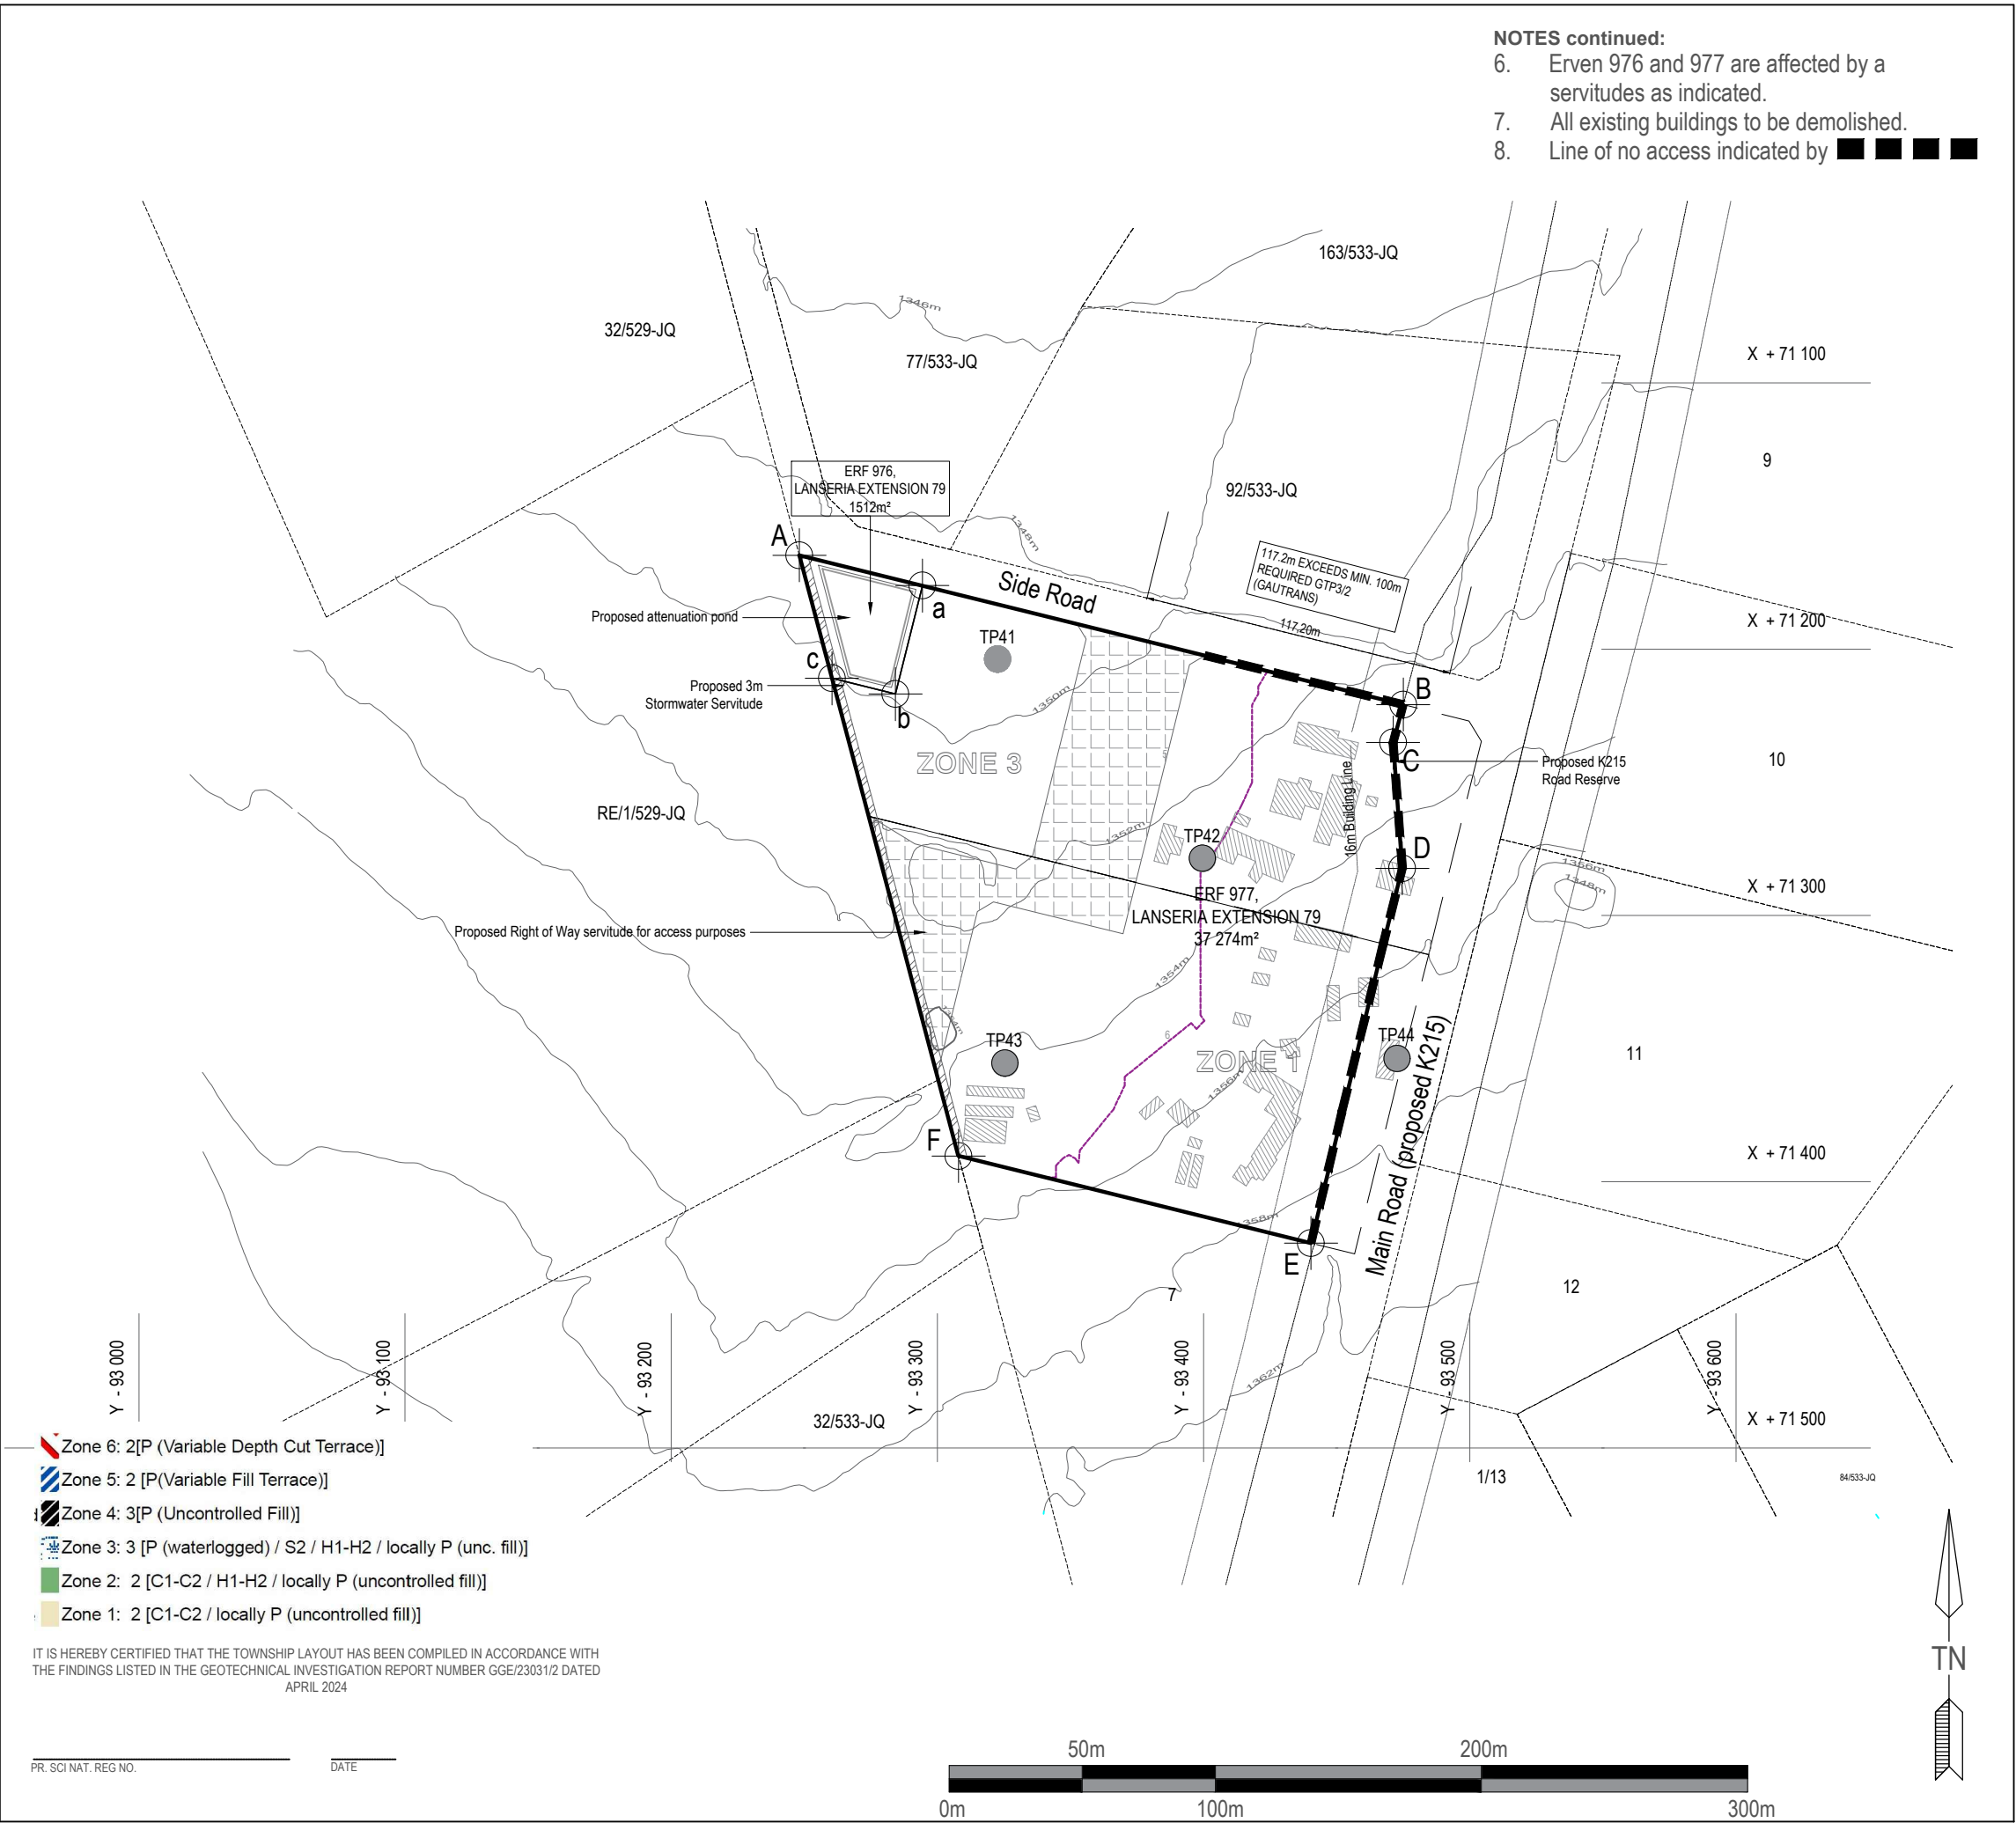 NOTES continued:
6. Erven 976 and 977 are affected by a
servitudes as indicated.
7. All existing buildings to be demolished.
8. Line of no access indicated by
163/533-JQ
1346m
32/529-JQ
77/533-JQ
X + 71 100
9
ERF 976,
LANSERIA EXTENSION 79
1512m²
92/533-JQ
1348m
A
117.2m EXCEEDS MIN. 100m
REQUIRED GTP3/2
(GAUTRANS)
Side Road
a
Proposed attenuation pond
117,20m
X + 71 200
TP41
c
Proposed 3m
Stormwater Servitude
b
1350m
B
ZONE 3
5
C
Proposed K215
Road Reserve
10
16m Building Line
RE/1/529-JQ
1352m
TP42
D
1356m
1348m
X + 71 300
ERF 977,
LANSERIA EXTENSION 79
37 274m²
Proposed Right of Way servitude for access purposes
1354m
TP43
6
ZONE 1
TP44
11
1356m
Main Road (proposed K215)
F
X + 71 400
358m
E
7
12
1362m
Y - 93 000
Y - 93 100
Y - 93 200
Y - 93 300
Y - 93 400
Y - 93 500
Y - 93 600
X + 71 500
32/533-JQ
1/13
84/533-JQ
Zone 6: 2[P (Variable Depth Cut Terrace)]
Zone 5: 2 [P(Variable Fill Terrace)]
Zone 4: 3[P (Uncontrolled Fill)]
Zone 3: 3 [P (waterlogged) / S2 / H1-H2 / locally P (unc. fill)]
Zone 2: 2 [C1-C2 / H1-H2 / locally P (uncontrolled fill)]
Zone 1: 2 [C1-C2 / locally P (uncontrolled fill)]
IT IS HEREBY CERTIFIED THAT THE TOWNSHIP LAYOUT HAS BEEN COMPILED IN ACCORDANCE WITH
THE FINDINGS LISTED IN THE GEOTECHNICAL INVESTIGATION REPORT NUMBER GGE/23031/2 DATED
APRIL 2024
TN
PR. SCI NAT. REG NO.
DATE
50m
200m
0m
100m
300m